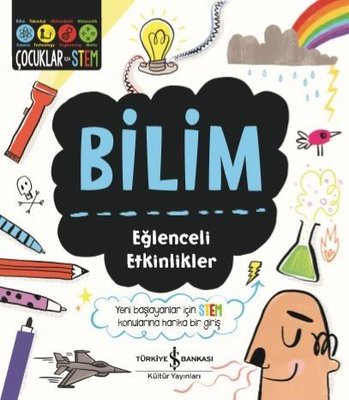 Bilim Teknoloji Mühendislik Matematik
Science Technology Engineering Maths
ÇOCUKLAR için STEM
BİLİM
Eğlenceli
Etkinlikler
Yeni başlayanlar için STEM
konularına harika bir giriş
TÜRKİYE İŞ BANKASI
Kültür Yayınları